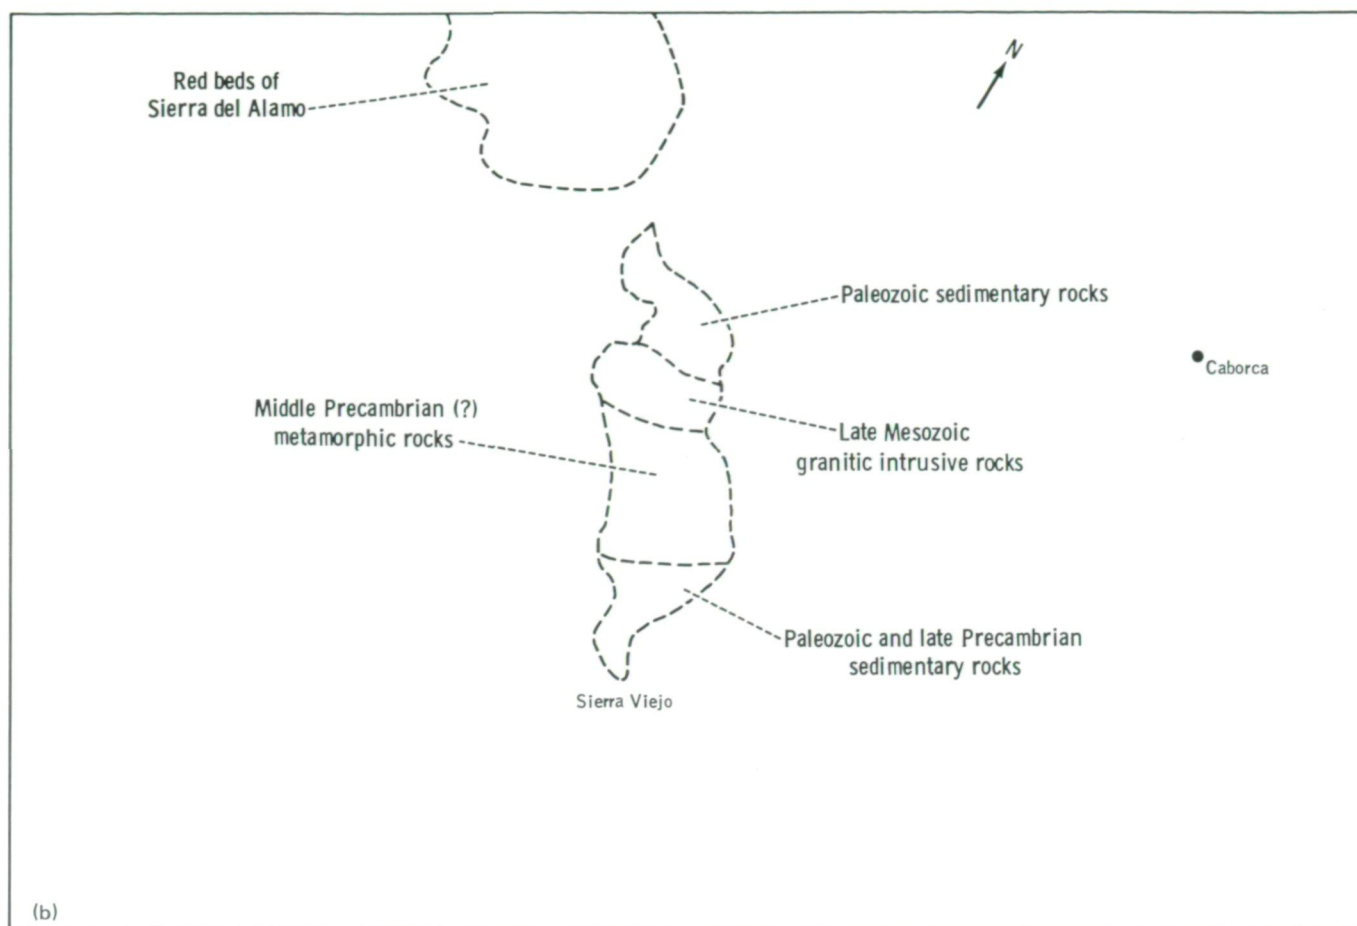 N
Red beds of
Sierra del Alamo
Paleozoic sedimentary rocks
Caborca
Middle Precambrian (?)
metamorphic rocks
Late Mesozoic
granitic intrusive rocks
Paleozoic and late Precambrian
sedimentary rocks
Sierra Viejo
(b)